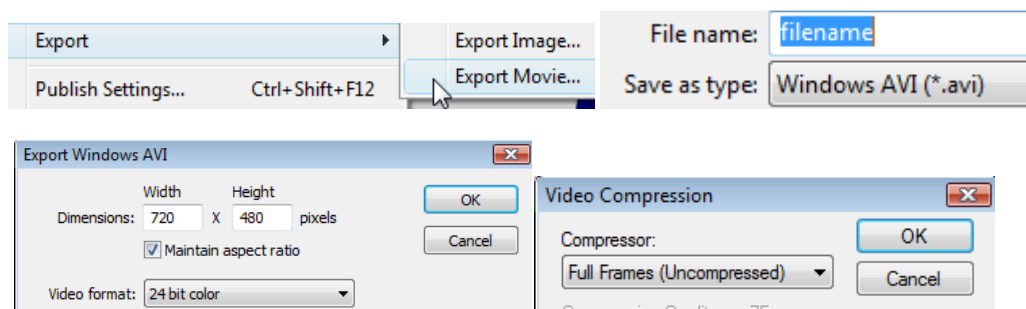 Export
Export Image...
Export Movie...
Publish Settings... Ctrl+Shift+F12
File name: filename
Save as type: Windows AVI (*.avi)
Export Windows AVI
Width Height
Dimensions: 720 X 480 pixels
Maintain aspect ratio
Video format: 24 bit color
OK
Cancel
Video Compression
Compressor:
Full Frames (Uncompressed)
OK
Cancel